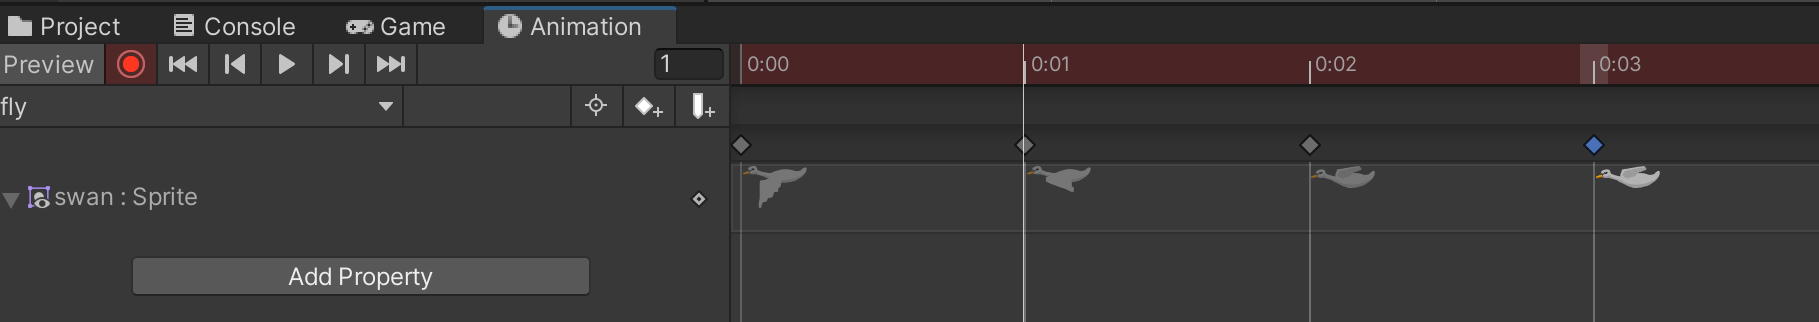 Project Console Game Animation
Preview 1 0:00 0:01 0:02 0:03
fly
swan : Sprite
Add Property